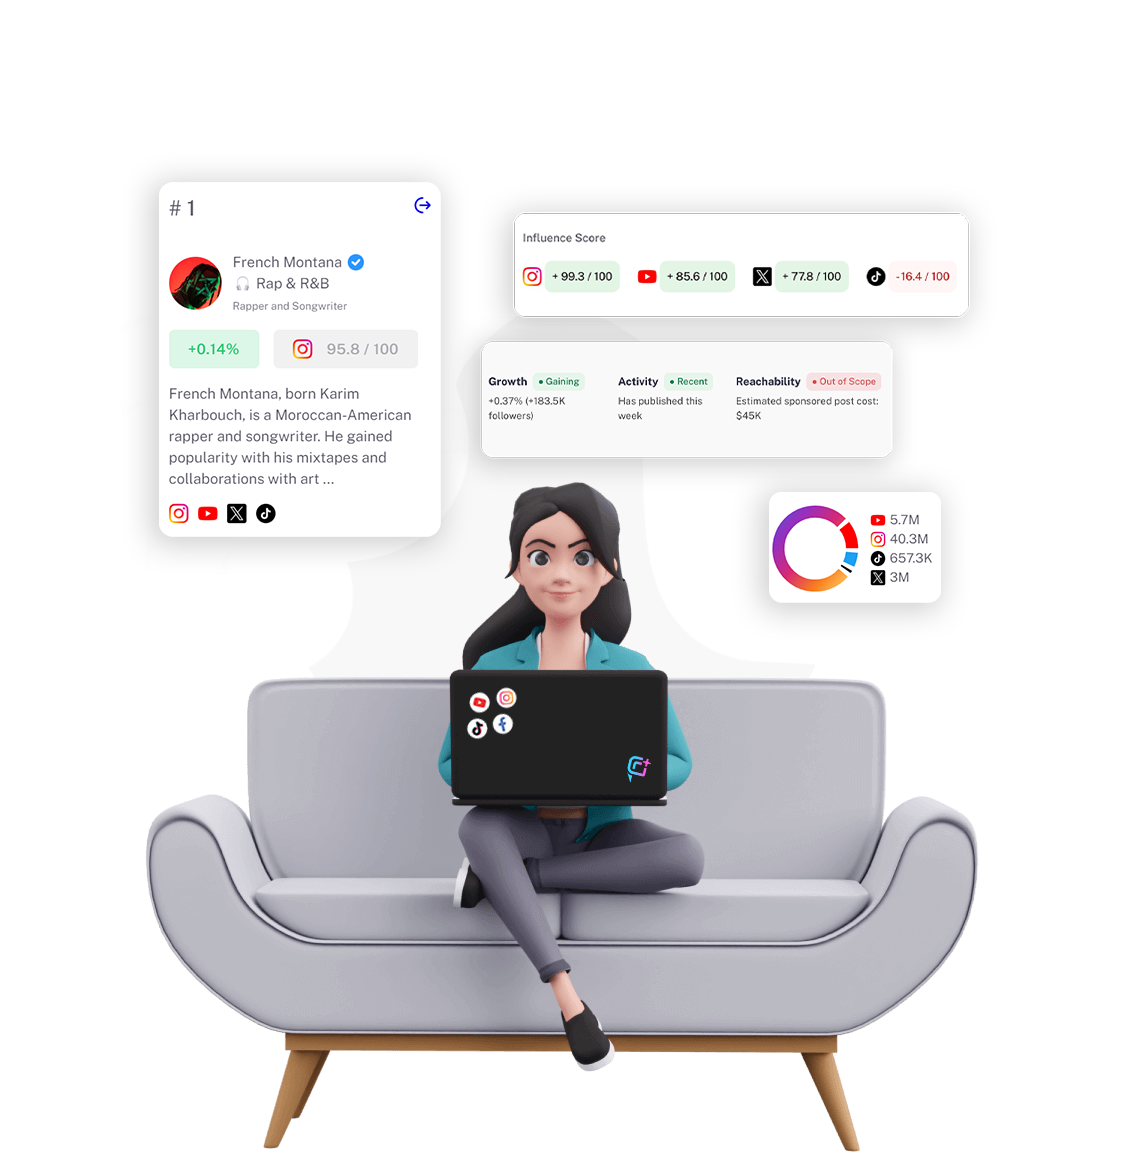 # 1
French Montana
Rap & R&B
Rapper and Songwriter
+0.14%
95.8 / 100
French Montana, born Karim
Kharbouch, is a Moroccan-American
rapper and songwriter. He gained
popularity with his mixtapes and
collaborations with art ...
Influence Score
+ 99.3 / 100
+ 85.6 / 100
+ 77.8 / 100
-16.4 / 100
Growth
Gaining
+0.37% (+183.5K
followers)
Activity
Recent
Has published this
week
Reachability
Out of Scope
Estimated sponsored post cost:
$45K
5.7M
40.3M
657.3K
3M